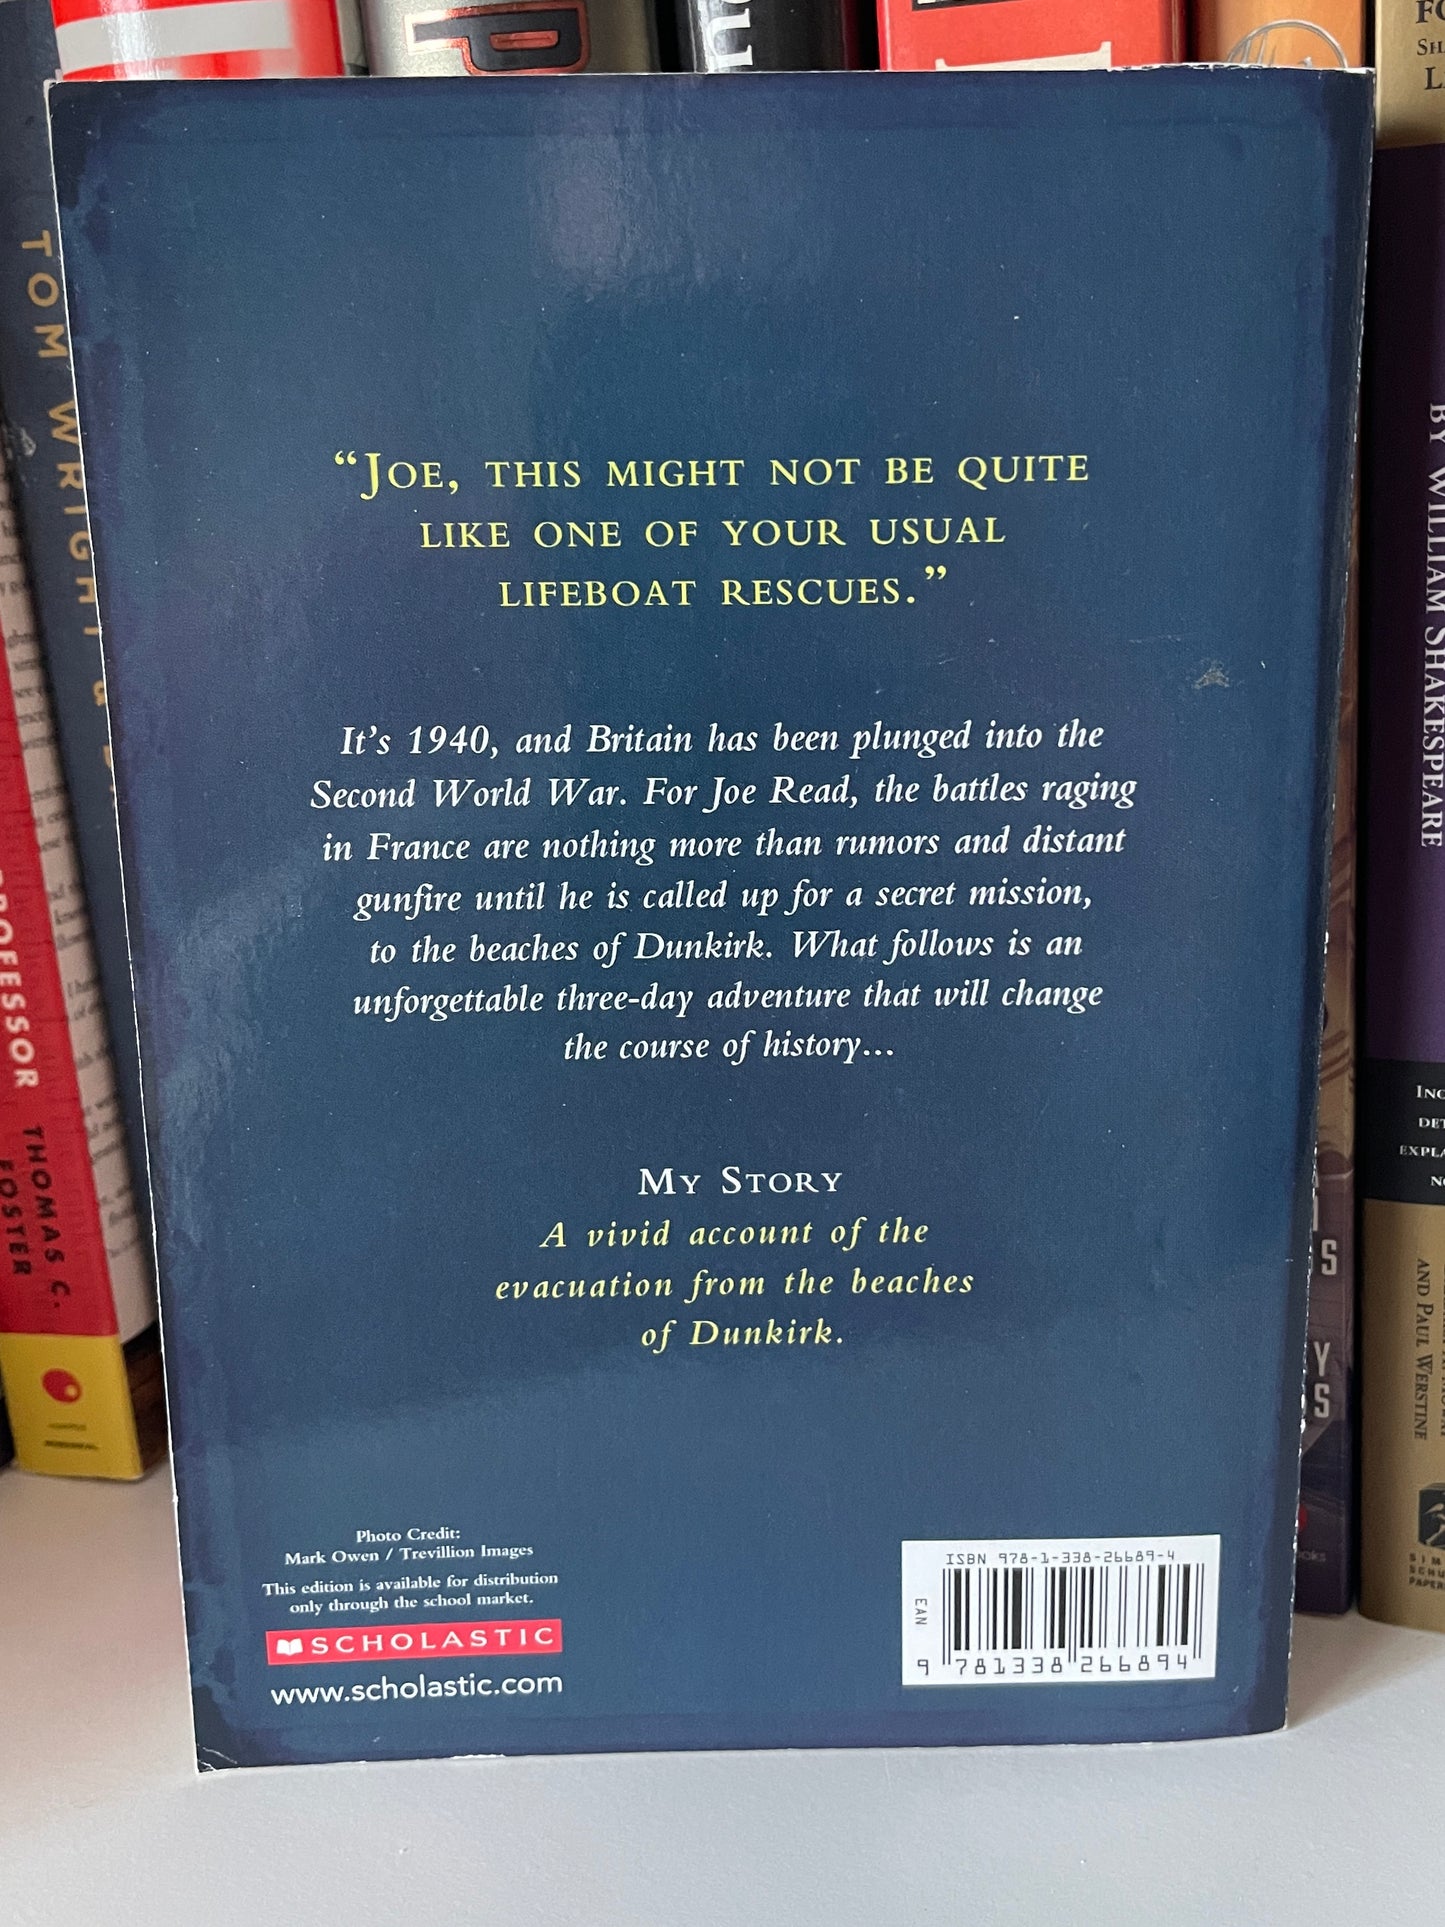 “JOE, THIS MIGHT NOT BE QUITE
LIKE ONE OF YOUR USUAL
LIFEBOAT RESCUES.”
It's 1940, and Britain has been plunged into the
Second World War. For Joe Read, the battles raging
in France are nothing more than rumors and distant
gunfire until he is called up for a secret mission,
to the beaches of Dunkirk. What follows is an
unforgettable three-day adventure that will change
the course of history...
MY STORY
A vivid account of the
evacuation from the beaches
of Dunkirk.
Photo Credit:
Mark Owen / Trevillion Images
This edition is available for distribution
only through the school market.
SCHOLASTIC
www.scholastic.com
ISBN 978-1-338-26689-4
EAN
9 781338 266894
TOM WRIGHT &
PROFESSOR
THOMAS C.
FOSTER
BY WILLIAM SHAKESPEARE
AND PAUL WERSTINE